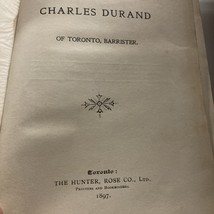 CHARLES DURAND
OF TORONTO, BARRISTER.
Toronto:
THE HUNTER, ROSE CO., LTD.
PRINTERS AND BOOKBINDERS.
1897.